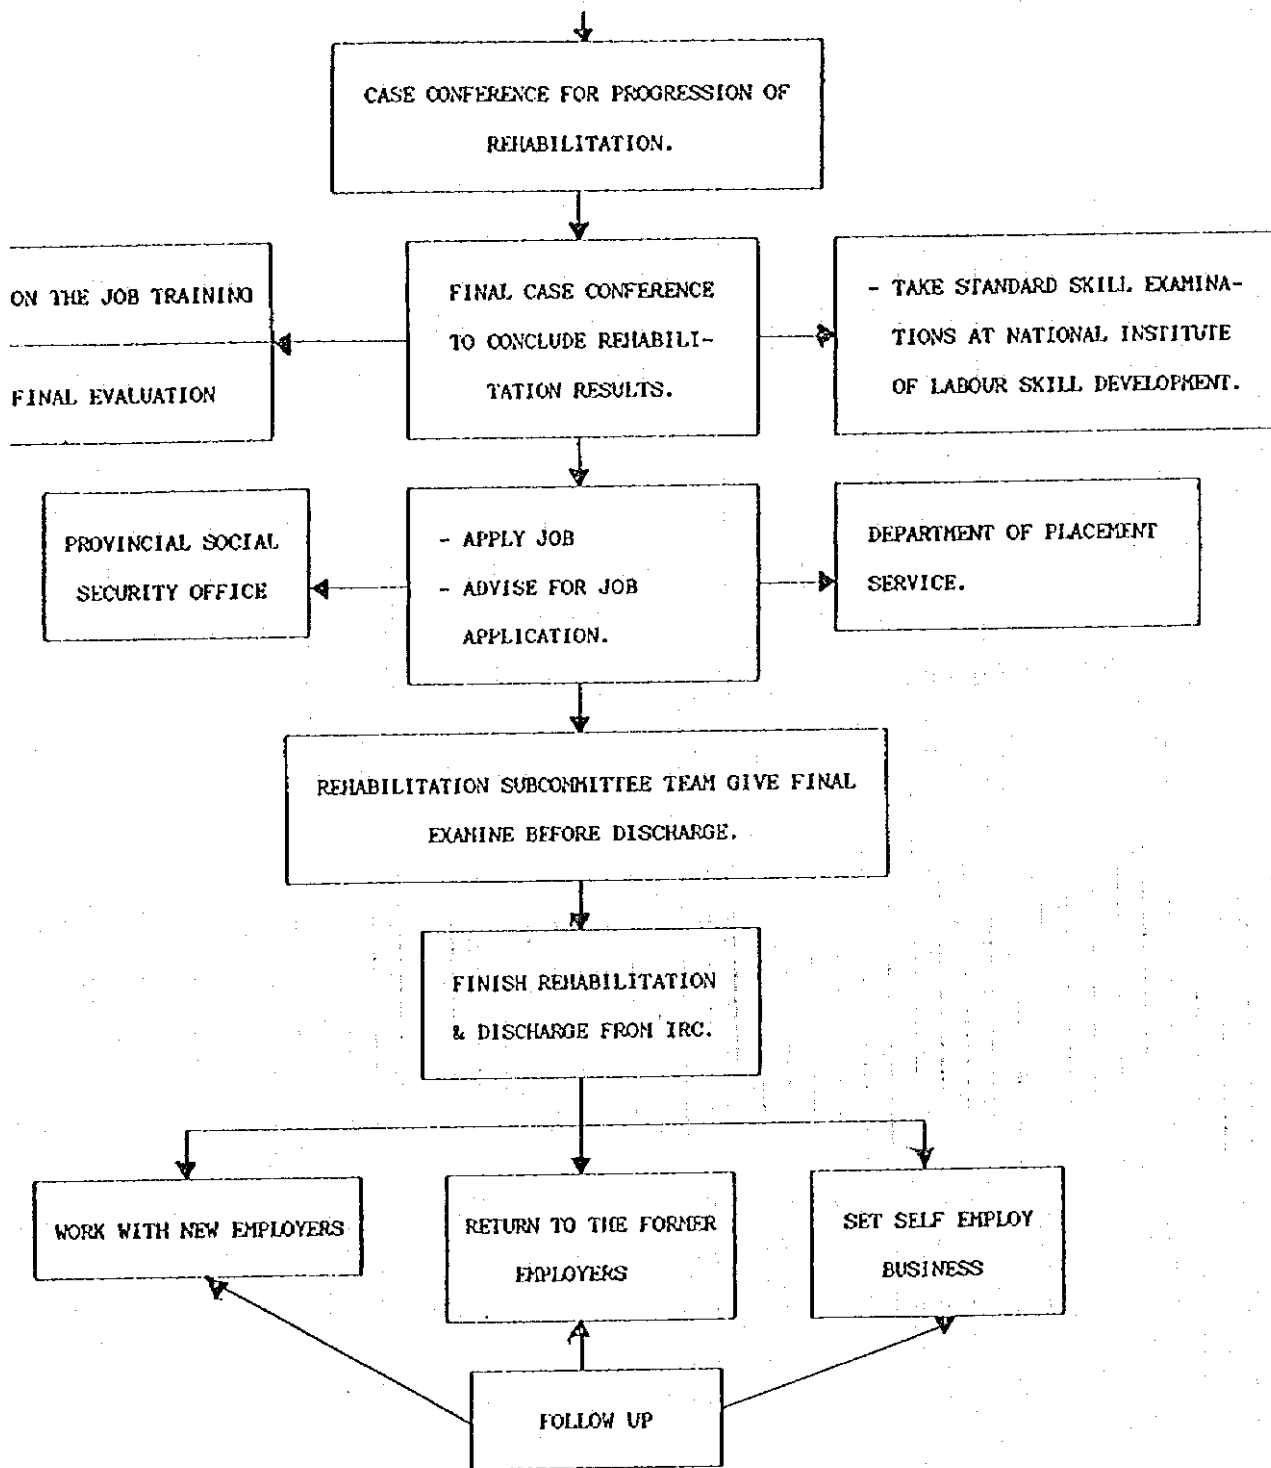 CASE CONFERENCE FOR PROGRESSION OF
REHABILITATION.
ON THE JOB TRAINING
FINAL EVALUATION
FINAL CASE CONFERENCE
TO CONCLUDE REHABILI-
TATION RESULTS.
- TAKE STANDARD SKILL EXAMINA-
TIONS AT NATIONAL INSTITUTE
OF LABOUR SKILL DEVELOPMENT.
PROVINCIAL SOCIAL
SECURITY OFFICE
- APPLY JOB
- ADVISE FOR JOB
APPLICATION.
DEPARTMENT OF PLACEMENT
SERVICE.
REHABILITATION SUBCOMMITTEE TEAM GIVE FINAL
EXAMINE BEFORE DISCHARGE.
FINISH REHABILITATION
& DISCHARGE FROM IRC.
WORK WITH NEW EMPLOYERS
RETURN TO THE FORMER
EMPLOYERS
SET SELF EMPLOY
BUSINESS
FOLLOW UP